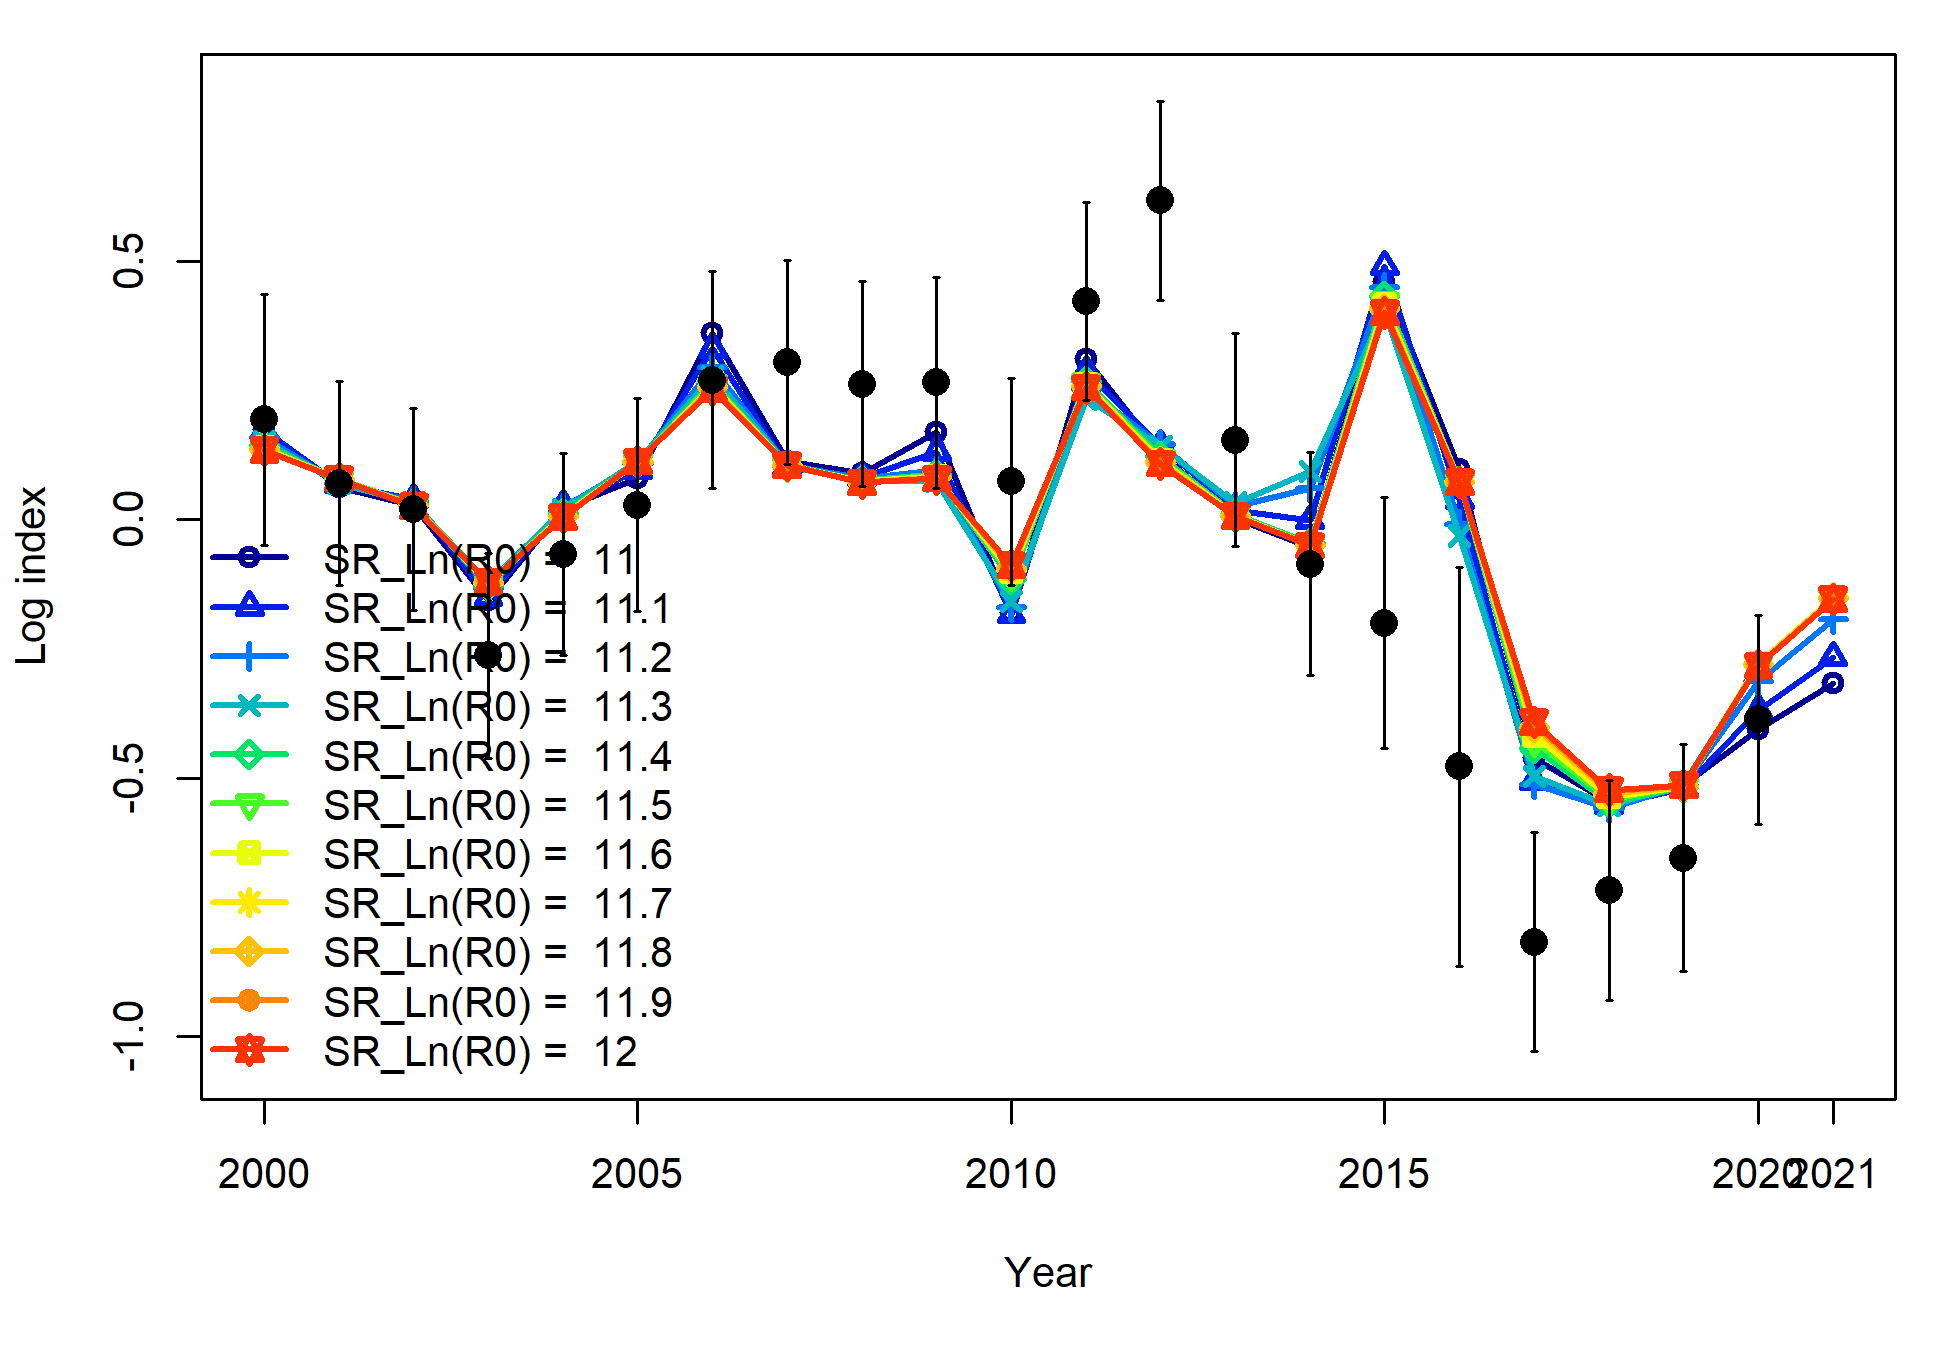 0.5
0.0
-0.5
-1.0
Log index
SR_Ln(R0) = 11
SR_Ln(R0) = 11.1
SR_Ln(R0) = 11.2
SR_Ln(R0) = 11.3
SR_Ln(R0) = 11.4
SR_Ln(R0) = 11.5
SR_Ln(R0) = 11.6
SR_Ln(R0) = 11.7
SR_Ln(R0) = 11.8
SR_Ln(R0) = 11.9
SR_Ln(R0) = 12
2000 2005 2010 2015 2020 2021
Year